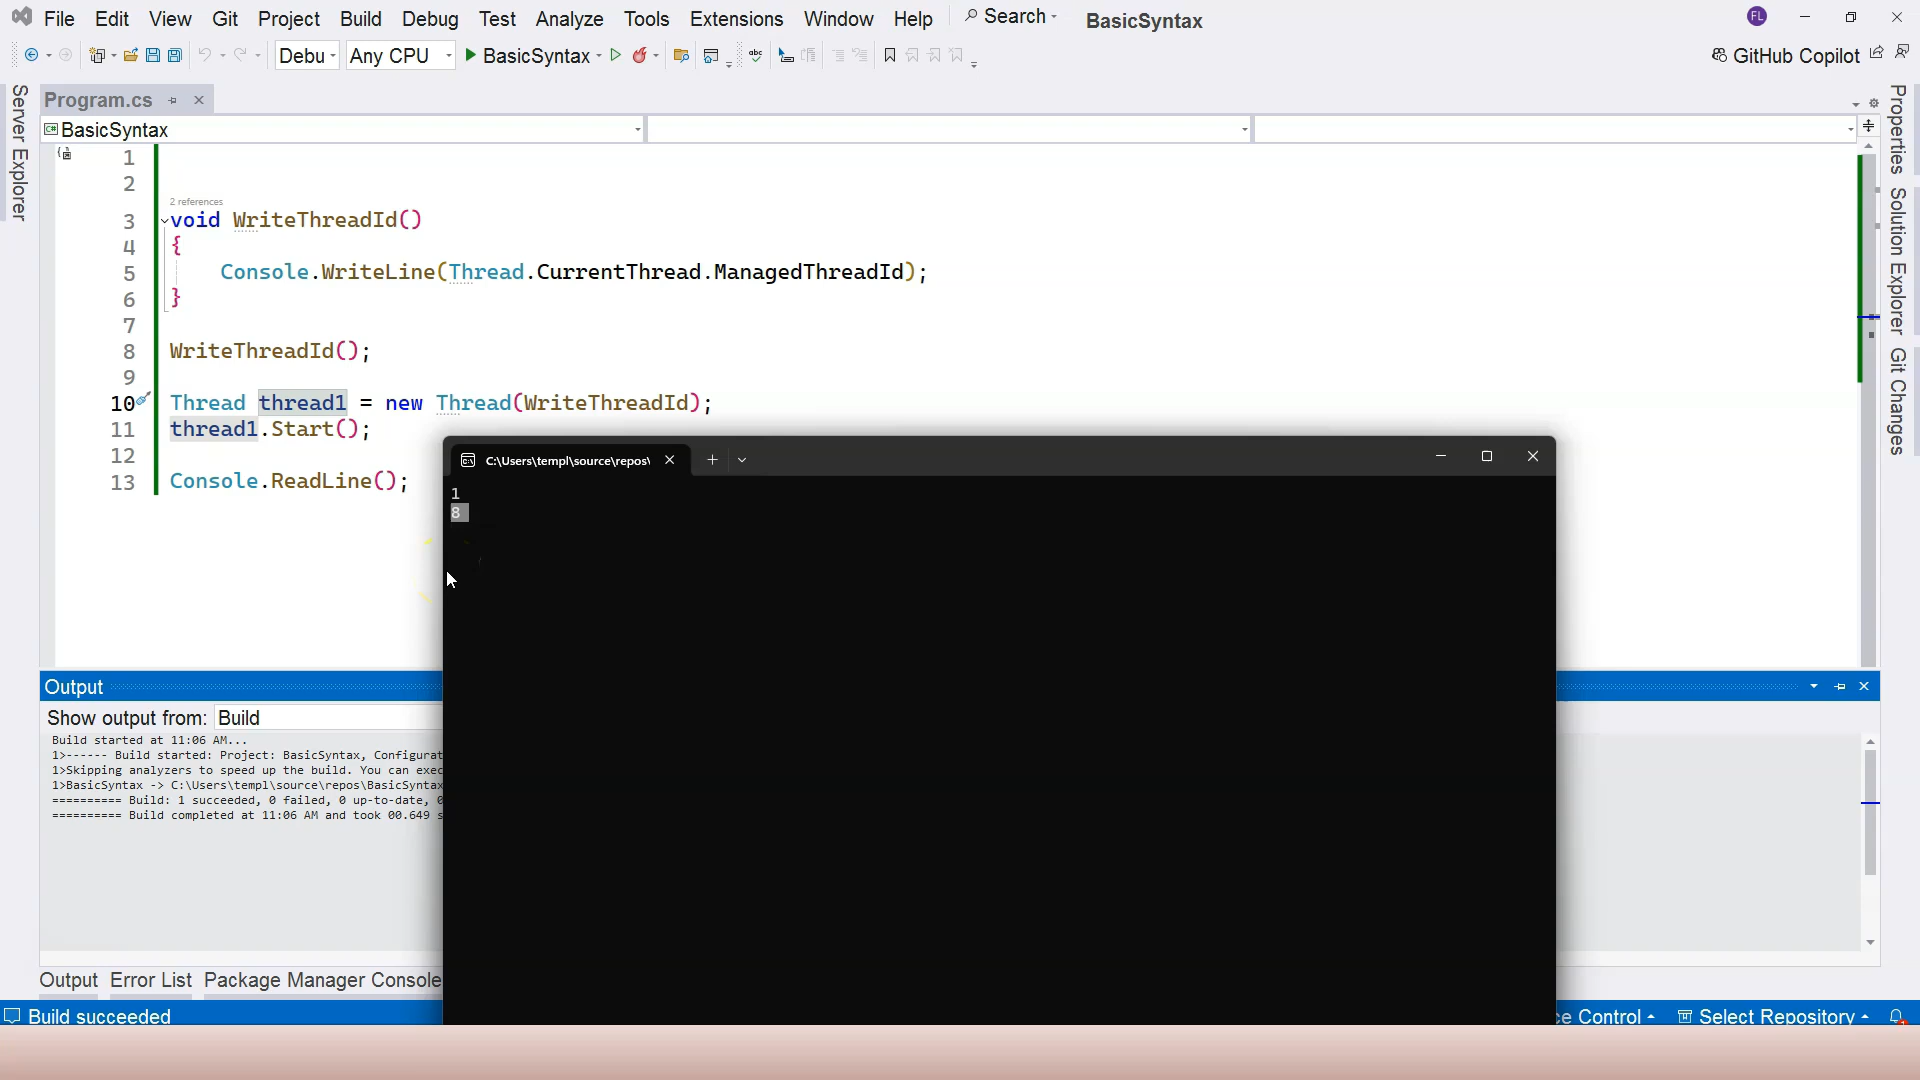 File Edit View Git Project Build Debug Test Analyze Tools Extensions Window Help Search BasicSyntax FL
Debu Any CPU BasicSyntax abc GitHub Copilot
Server Explorer
Program.cs
BasicSyntax
1
2
2 references
3 void WriteThreadId()
4 {
5 Console.WriteLine(Thread.CurrentThread.ManagedThreadId);
6 }
7
8 WriteThreadId();
9
10 Thread thread1 = new Thread(WriteThreadId);
11 thread1.Start();
12
13 Console.ReadLine();
Properties
Solution Explorer
Git Changes
C:\Users\templ\source\repos\
1
8
Output
Show output from: Build
Build started at 11:06 AM...
1>------ Build started: Project: BasicSyntax, Configurat
1>Skipping analyzers to speed up the build. You can exec
1>BasicSyntax -> C:\Users\templ\source\repos\BasicSyntax
========== Build: 1 succeeded, 0 failed, 0 up-to-date,
========== Build completed at 11:06 AM and took 00.649 s
Output Error List Package Manager Console
Build succeeded
ce Control Select Repository